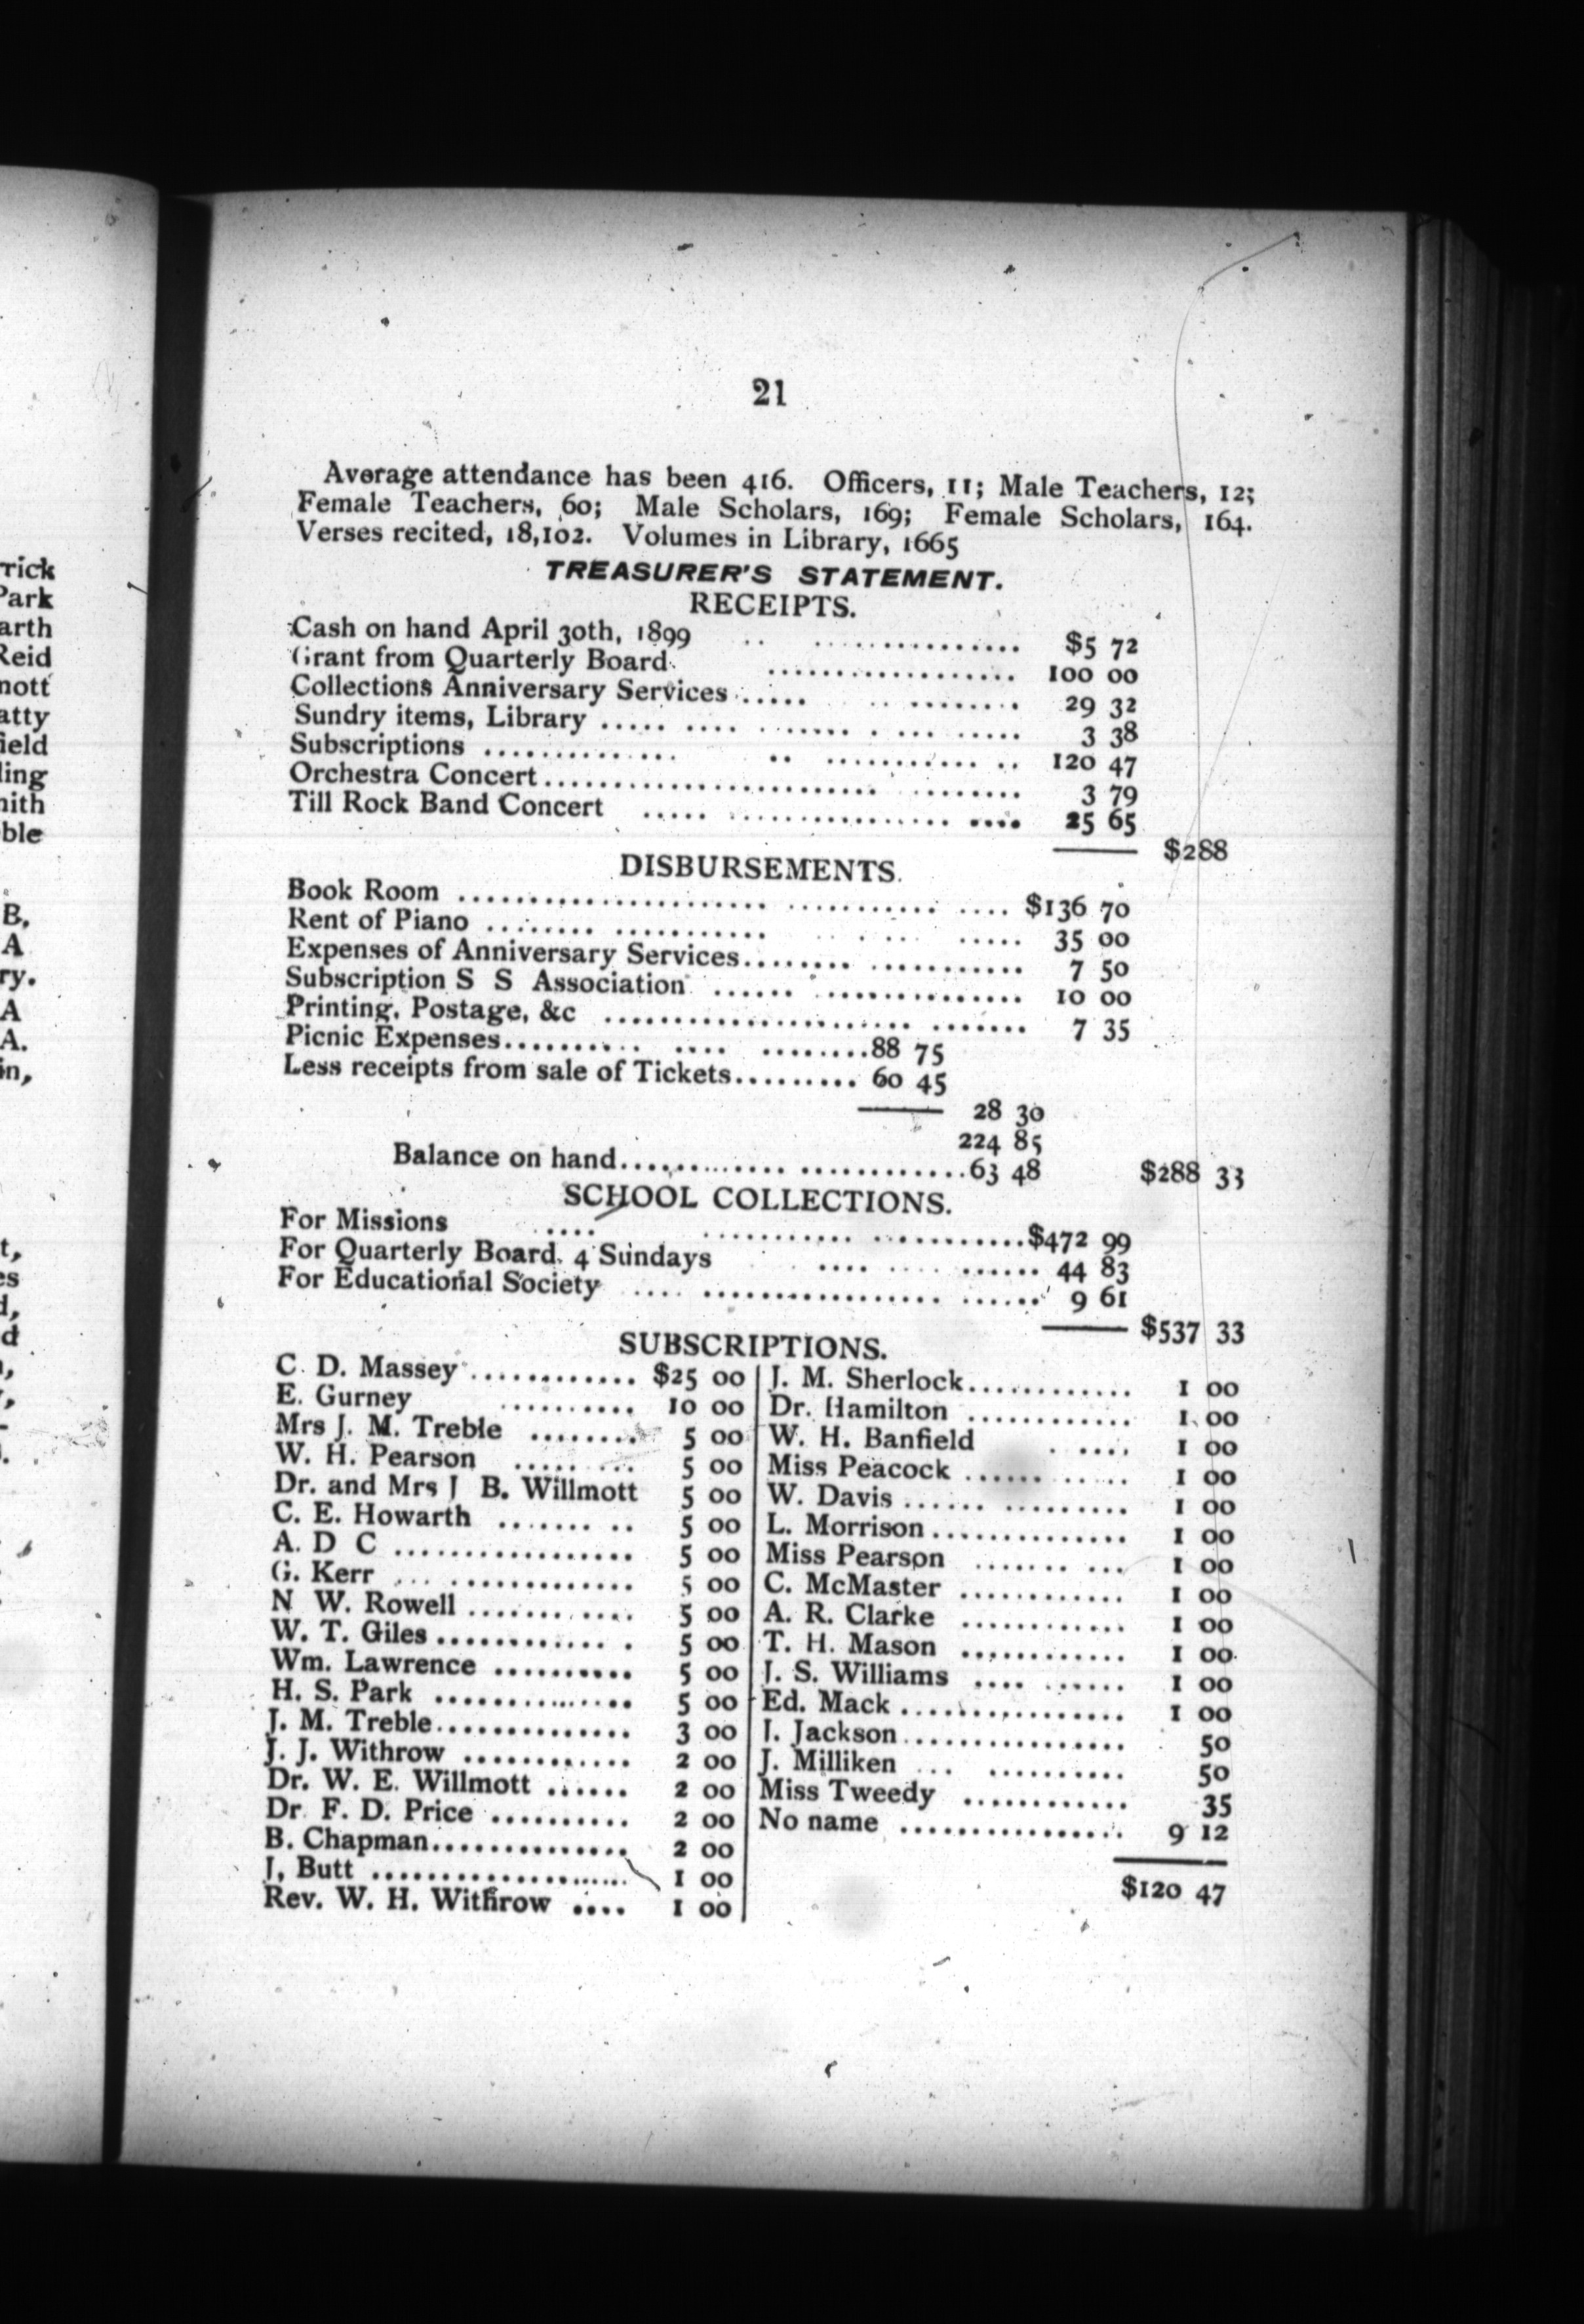 21
Average attendance has been 416. Officers, 11; Male Teachers, 12;
Female Teachers, 60; Male Scholars, 169; Female Scholars, 164.
Verses recited, 18,102. Volumes in Library, 1665
TREASURER'S STATEMENT.
RECEIPTS.
Cash on hand April 30th, 1899 .. ............... $5 72
Grant from Quarterly Board .................. 100 00
Collections Anniversary Services ...... ........ 29 32
Sundry items, Library ..... .... ...... . ... ..... 3 38
Subscriptions .............. .. ........... .. 120 47
Orchestra Concert........................ ........ 3 79
Till Rock Band Concert ..... ................ .... 25 65
$288
DISBURSEMENTS.
Book Room ...................... ........... .... $136 70
Rent of Piano ........ ........... ..... 35 00
Expenses of Anniversary Services........ ........... 7 50
Subscription S S Association ...... ............... 10 00
Printing, Postage, &c ...................... ....... 7 35
Picnic Expenses.......... .... ........88 75
Less receipts from sale of Tickets......... 60 45
28 30
224 85
Balance on hand............ ............63 48 $288 33
SCHOOL COLLECTIONS.
For Missions .... ........... ...........$472 99
For Quarterly Board, 4 Sundays .... .... ...... 44 83
For Educational Society .... ................. ...... 9 61
$537 33
SUBSCRIPTIONS.
C. D. Massey ............ $25 00
E. Gurney .......... 10 00
Mrs J. M. Treble ........ 5 00
W. H. Pearson ..... ... 5 00
Dr. and Mrs J B. Willmott 5 00
C. E. Howarth ....... .. 5 00
A. D C ................. 5 00
G. Kerr ... ............. 5 00
N W. Rowell ............ 5 00
W. T. Giles ............ . 5 00
Wm. Lawrence .......... 5 00
H. S. Park .............. 5 00
J. M. Treble.............. 3 00
J. J. Withrow ............ 2 00
Dr. W. E. Willmott ...... 2 00
Dr. F. D. Price .......... 2 00
B. Chapman.............. 2 00
J, Butt .................... 1 00
Rev. W. H. Withrow .... 1 00
J. M. Sherlock............ 1 00
Dr. Hamilton ............ 1 00
W. H. Banfield . .... 1 00
Miss Peacock ...... ..... 1 00
W. Davis ...... ......... 1 00
L. Morrison.............. 1 00
Miss Pearson ....... ... 1 00
C. McMaster ............ 1 00
A. R. Clarke ............ 1 00
T. H. Mason ............ 1 00
J. S. Williams .... ...... 1 00
Ed. Mack ................ 1 00
J. Jackson................ 50
J. Milliken ... .......... 50
Miss Tweedy ............ 35
No name ................ 9 12
$120 47
rrick
Park
arth
Reid
mott
atty
field
ling
nith
ble
B.
A
ry.
A
A.
in,
t,
es
d,
d